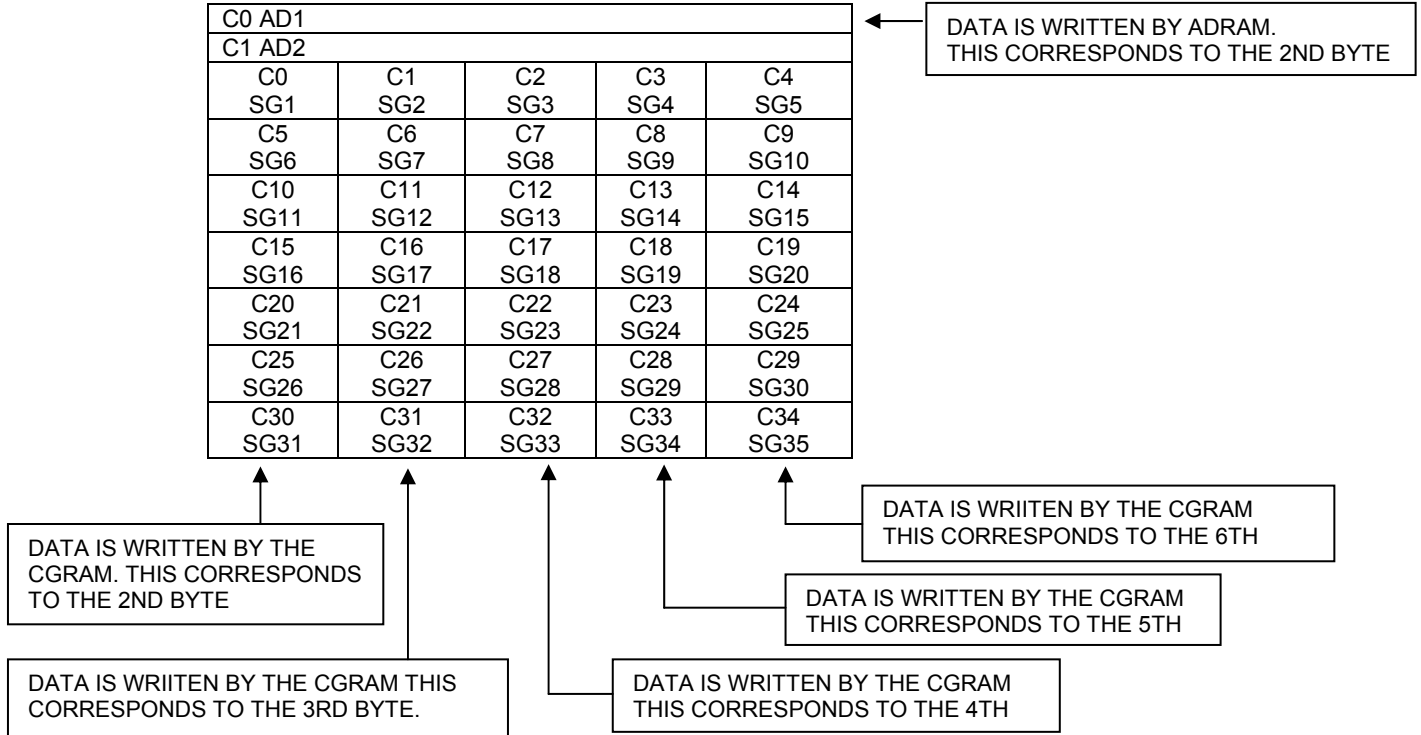 C0 AD1
C1 AD2
C0 C1 C2 C3 C4
SG1 SG2 SG3 SG4 SG5
C5 C6 C7 C8 C9
SG6 SG7 SG8 SG9 SG10
C10 C11 C12 C13 C14
SG11 SG12 SG13 SG14 SG15
C15 C16 C17 C18 C19
SG16 SG17 SG18 SG19 SG20
C20 C21 C22 C23 C24
SG21 SG22 SG23 SG24 SG25
C25 C26 C27 C28 C29
SG26 SG27 SG28 SG29 SG30
C30 C31 C32 C33 C34
SG31 SG32 SG33 SG34 SG35
DATA IS WRITTEN BY ADRAM.
THIS CORRESPONDS TO THE 2ND BYTE
DATA IS WRIITEN BY THE CGRAM
THIS CORRESPONDS TO THE 6TH
DATA IS WRITTEN BY THE
CGRAM. THIS CORRESPONDS
TO THE 2ND BYTE
DATA IS WRITTEN BY THE CGRAM
THIS CORRESPONDS TO THE 5TH
DATA IS WRIITEN BY THE CGRAM THIS
CORRESPONDS TO THE 3RD BYTE.
DATA IS WRITTEN BY THE CGRAM
THIS CORRESPONDS TO THE 4TH